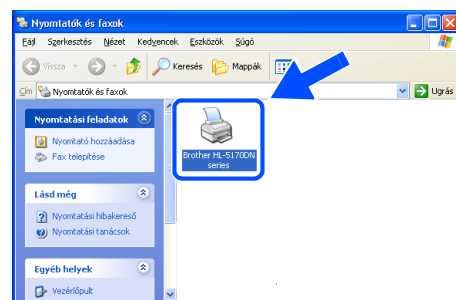 Nyomtatók és faxok
Fájl Szerkesztés Nézet Kedvencek Eszközök Súgó
Vissza Keresés Mappák
Cím Nyomtatók és faxok Ugrás
Nyomtatási feladatok
Nyomtató hozzáadása
Fax telepítése
Lásd még
Nyomtatási hibakereső
Nyomtatási tanácsok
Egyéb helyek
Vezérlőpult
Brother HL-5170DN
series